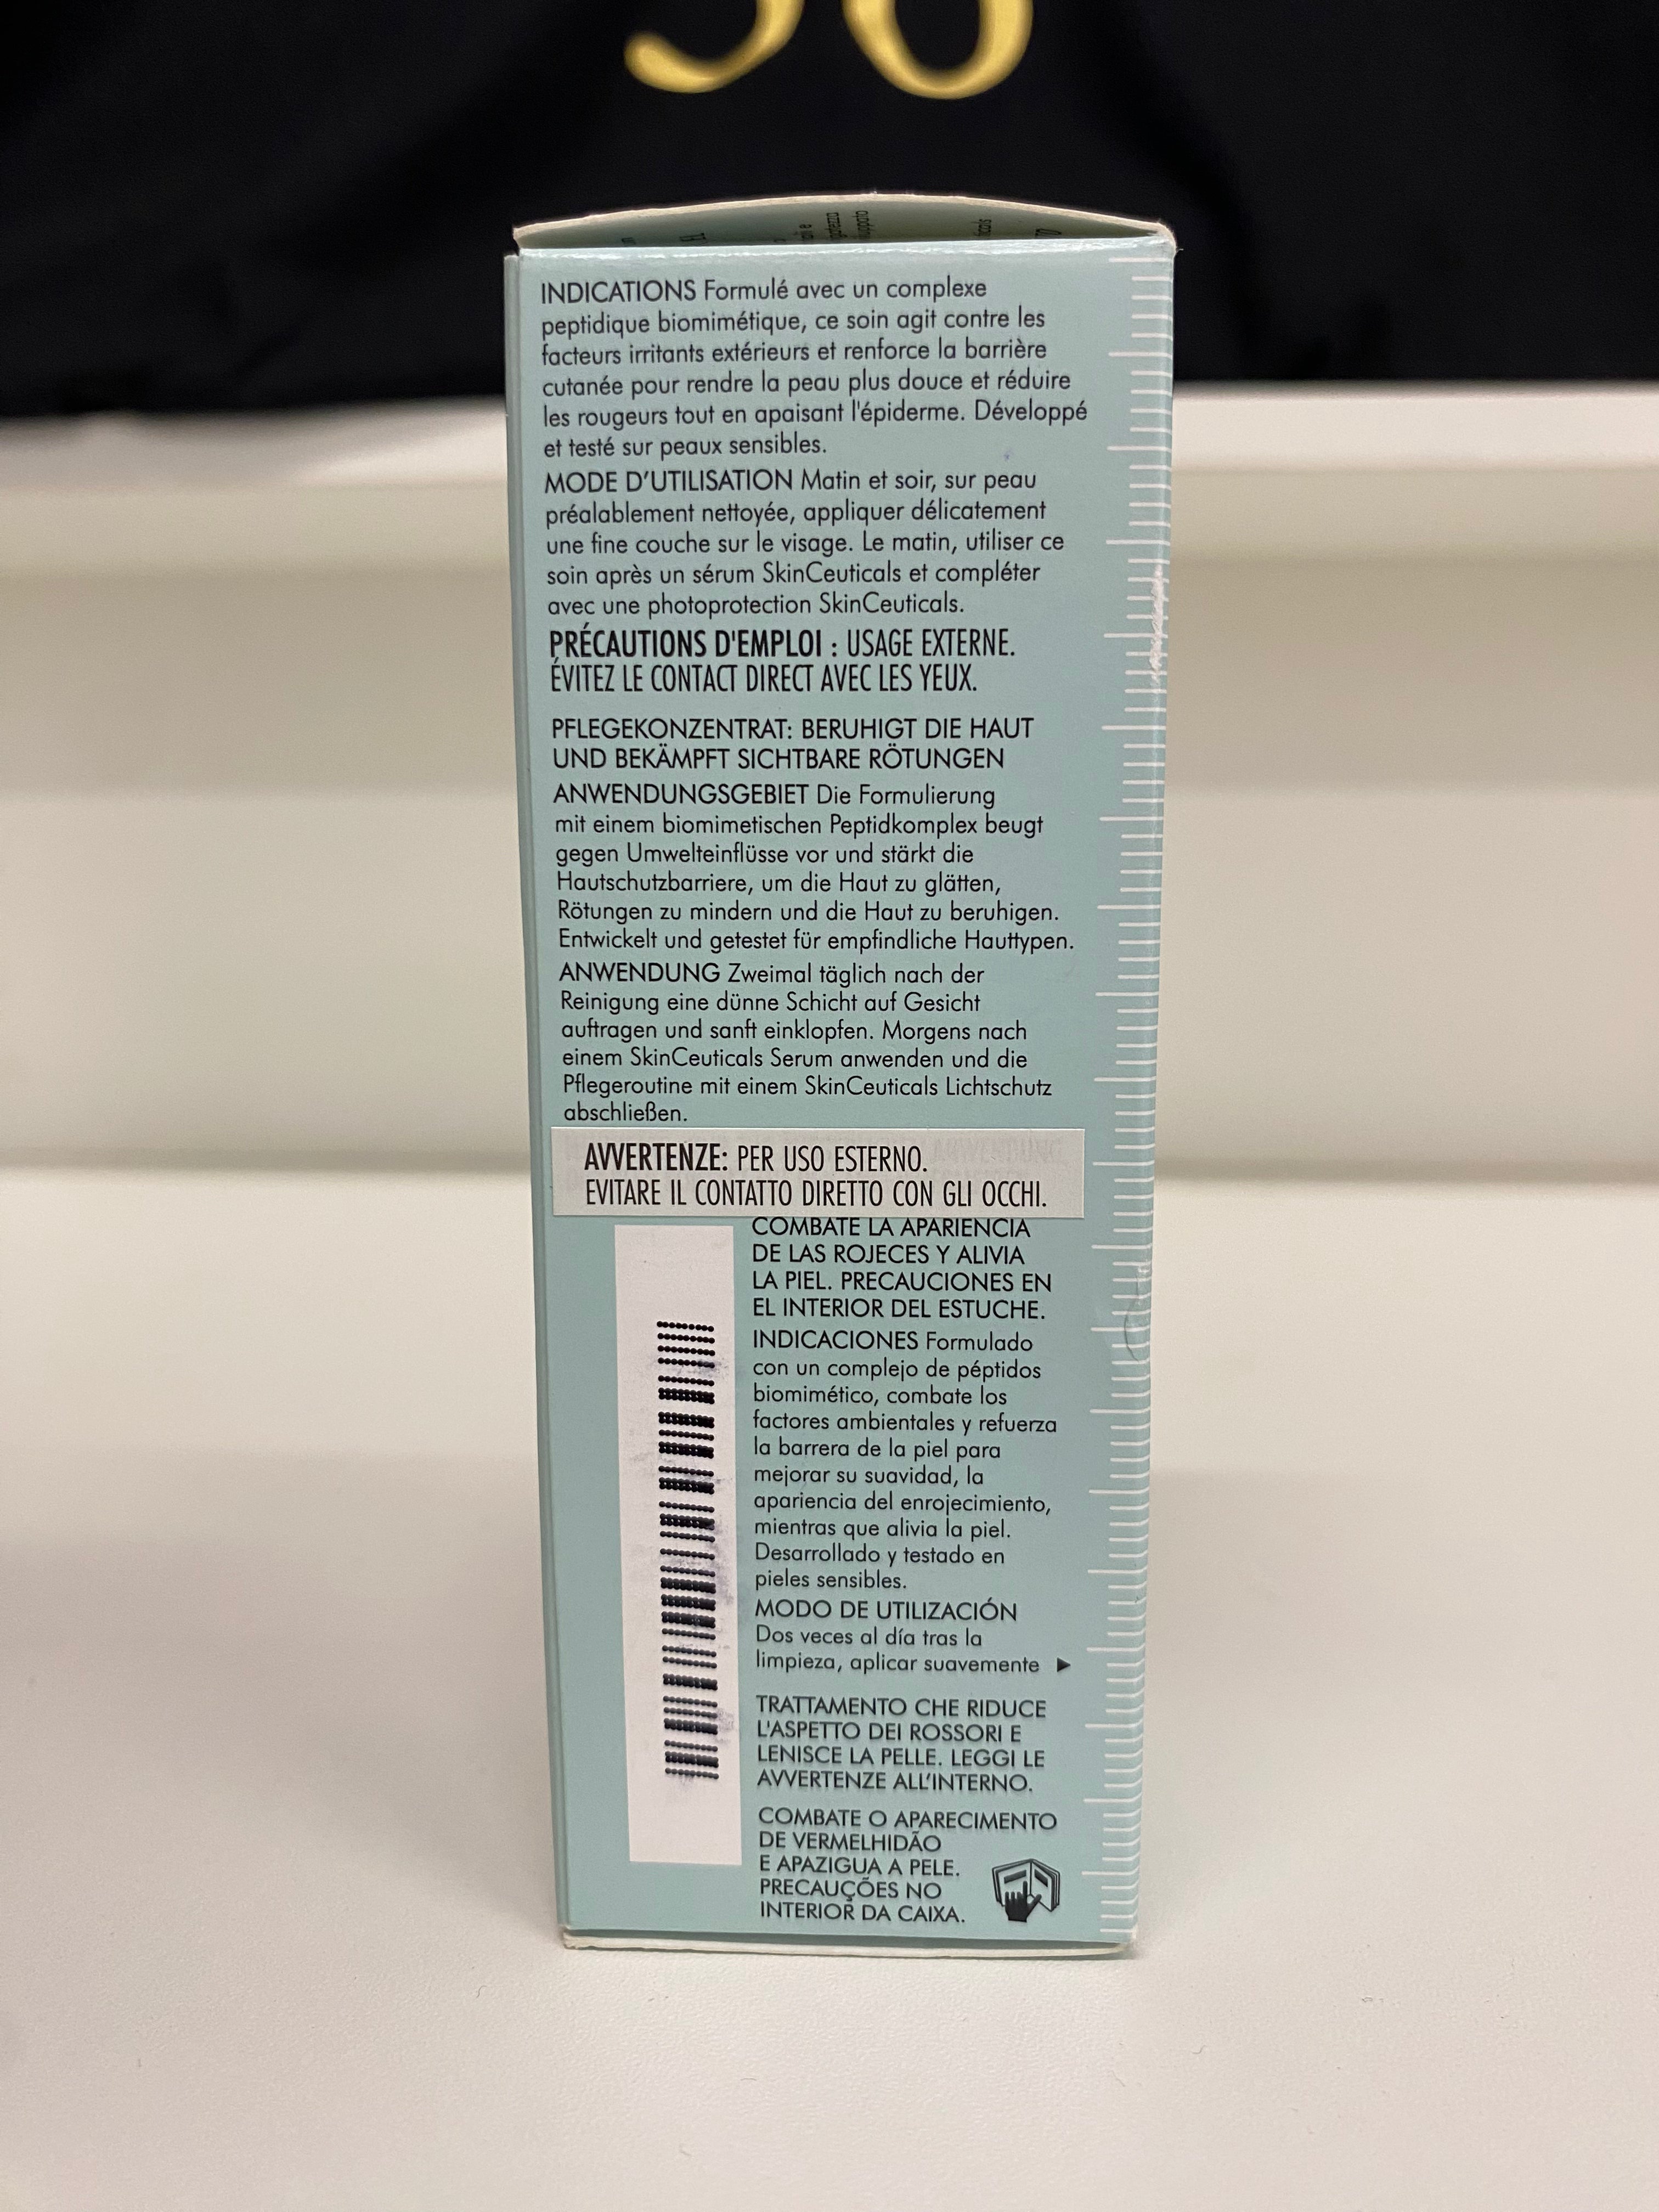 INDICATIONS Formulé avec un complexe
peptidique biomimétique, ce soin agit contre les
facteurs irritants extérieurs et renforce la barrière
cutanée pour rendre la peau plus douce et réduire
les rougeurs tout en apaisant l'épiderme. Développé
et testé sur peaux sensibles.
MODE D'UTILISATION Matin et soir, sur peau
préalablement nettoyée, appliquer délicatement
une fine couche sur le visage. Le matin, utiliser ce
soin après un sérum SkinCeuticals et compléter
avec une photoprotection SkinCeuticals.
PRÉCAUTIONS D'EMPLOI : USAGE EXTERNE.
ÉVITEZ LE CONTACT DIRECT AVEC LES YEUX.
PFLEGEKONZENTRAT: BERUHIGT DIE HAUT
UND BEKÄMPFT SICHTBARE RÖTUNGEN
ANWENDUNGSGEBIET Die Formulierung
mit einem biomimetischen Peptidkomplex beugt
gegen Umwelteinflüsse vor und stärkt die
Hautschutzbarriere, um die Haut zu glätten,
Rötungen zu mindern und die Haut zu beruhigen.
Entwickelt und getestet für empfindliche Hauttypen.
ANWENDUNG Zweimal täglich nach der
Reinigung eine dünne Schicht auf Gesicht
auftragen und sanft einklopfen. Morgens nach
einem SkinCeuticals Serum anwenden und die
Pflegeroutine mit einem SkinCeuticals Lichtschutz
abschließen.
AVVERTENZE: PER USO ESTERNO.
EVITARE IL CONTATTO DIRETTO CON GLI OCCHI.
COMBATE LA APARIENCIA
DE LAS ROJECES Y ALIVIA
LA PIEL. PRECAUCIONES EN
EL INTERIOR DEL ESTUCHE.
INDICACIONES Formulado
con un complejo de péptidos
biomimético, combate los
factores ambientales y refuerza
la barrera de la piel para
mejorar su suavidad, la
apariencia del enrojecimiento,
mientras que alivia la piel.
Desarrollado y testado en
pieles sensibles.
MODO DE UTILIZACIÓN
Dos veces al día tras la
limpieza, aplicar suavemente ►
TRATTAMENTO CHE RIDUCE
L'ASPETTO DEI ROSSORI E
LENISCE LA PELLE. LEGGI LE
AVVERTENZE ALL'INTERNO.
COMBATE O APARECIMENTO
DE VERMELHIDÃO
E APAZIGUA A PELE.
PRECAUÇÕES NO
INTERIOR DA CAIXA.